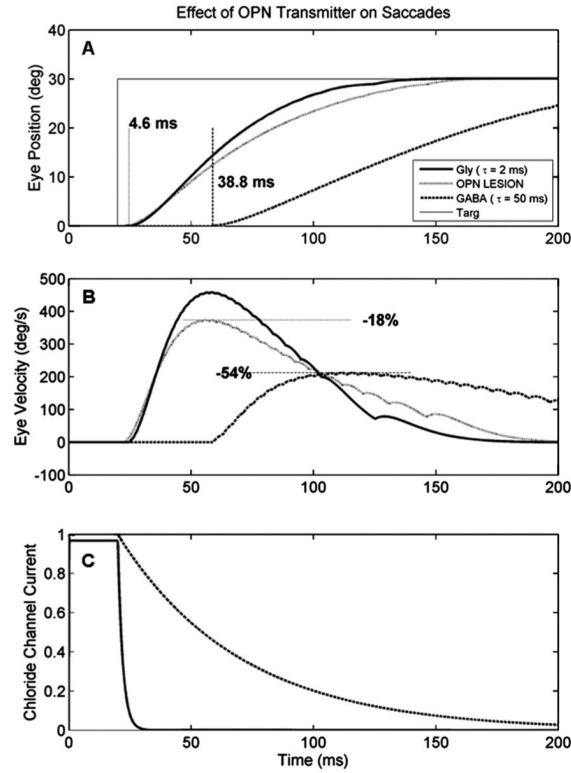 Effect of OPN Transmitter on Saccades
A
Eye Position (deg)
40
30
20
10
0
4.6 ms
38.8 ms
Gly ( τ = 2 ms)
OPN LESION
GABA ( τ = 50 ms)
Targ
0 50 100 150 200
B
Eye Velocity (deg/s)
500
400
300
200
100
0
-100
-18%
-54%
0 50 100 150 200
C
Chloride Channel Current
1
0.8
0.6
0.4
0.2
0
0 50 100 150 200
Time (ms)